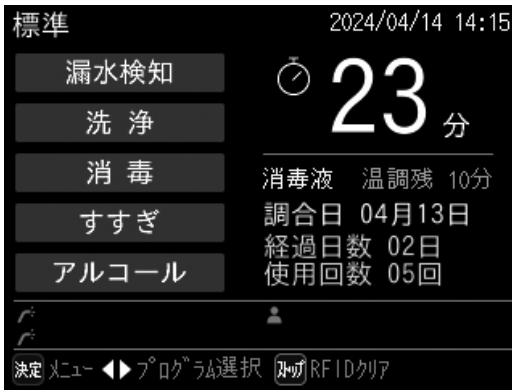 標準 2024/04/14 14:15
漏水検知
洗 浄
消 毒
すすぎ
アルコール
23分
消毒液 温調残 10分
調合日 04月13日
経過日数 02日
使用回数 05回
決定 メニュー ◀▶プログラム選択 ストップ RFIDクリア